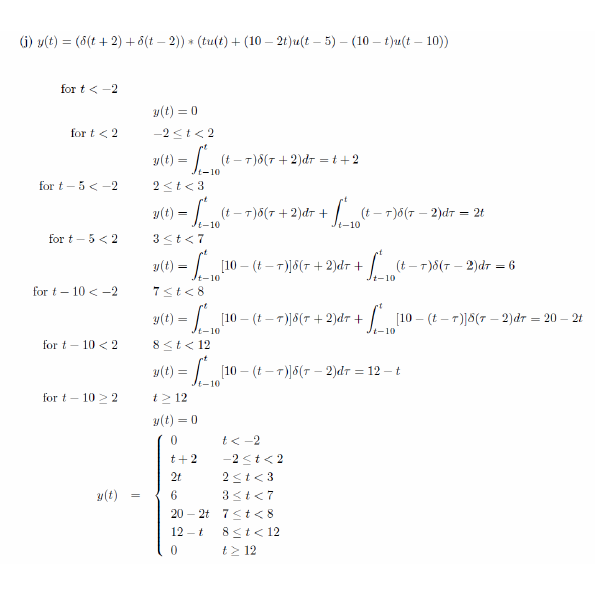 (j) y(t) = (δ(t + 2) + δ(t − 2)) ∗ (tu(t) + (10 − 2t)u(t − 5) − (10 − t)u(t − 10))
for t < −2
y(t) = 0
for t < 2 −2 ≤ t < 2
y(t) = ∫_{t−10}^{t} (t − τ)δ(τ + 2)dτ = t + 2
for t − 5 < −2 2 ≤ t < 3
y(t) = ∫_{t−10}^{t} (t − τ)δ(τ + 2)dτ + ∫_{t−10}^{t} (t − τ)δ(τ − 2)dτ = 2t
for t − 5 < 2 3 ≤ t < 7
y(t) = ∫_{t−10}^{t} [10 − (t − τ)]δ(τ + 2)dτ + ∫_{t−10}^{t} (t − τ)δ(τ − 2)dτ = 6
for t − 10 < −2 7 ≤ t < 8
y(t) = ∫_{t−10}^{t} [10 − (t − τ)]δ(τ + 2)dτ + ∫_{t−10}^{t} [10 − (t − τ)]δ(τ − 2)dτ = 20 − 2t
for t − 10 < 2 8 ≤ t < 12
y(t) = ∫_{t−10}^{t} [10 − (t − τ)]δ(τ − 2)dτ = 12 − t
for t − 10 ≥ 2 t ≥ 12
y(t) = 0
0 t < −2
t + 2 −2 ≤ t < 2
2t 2 ≤ t < 3
y(t) = { 6 3 ≤ t < 7
20 − 2t 7 ≤ t < 8
12 − t 8 ≤ t < 12
0 t ≥ 12